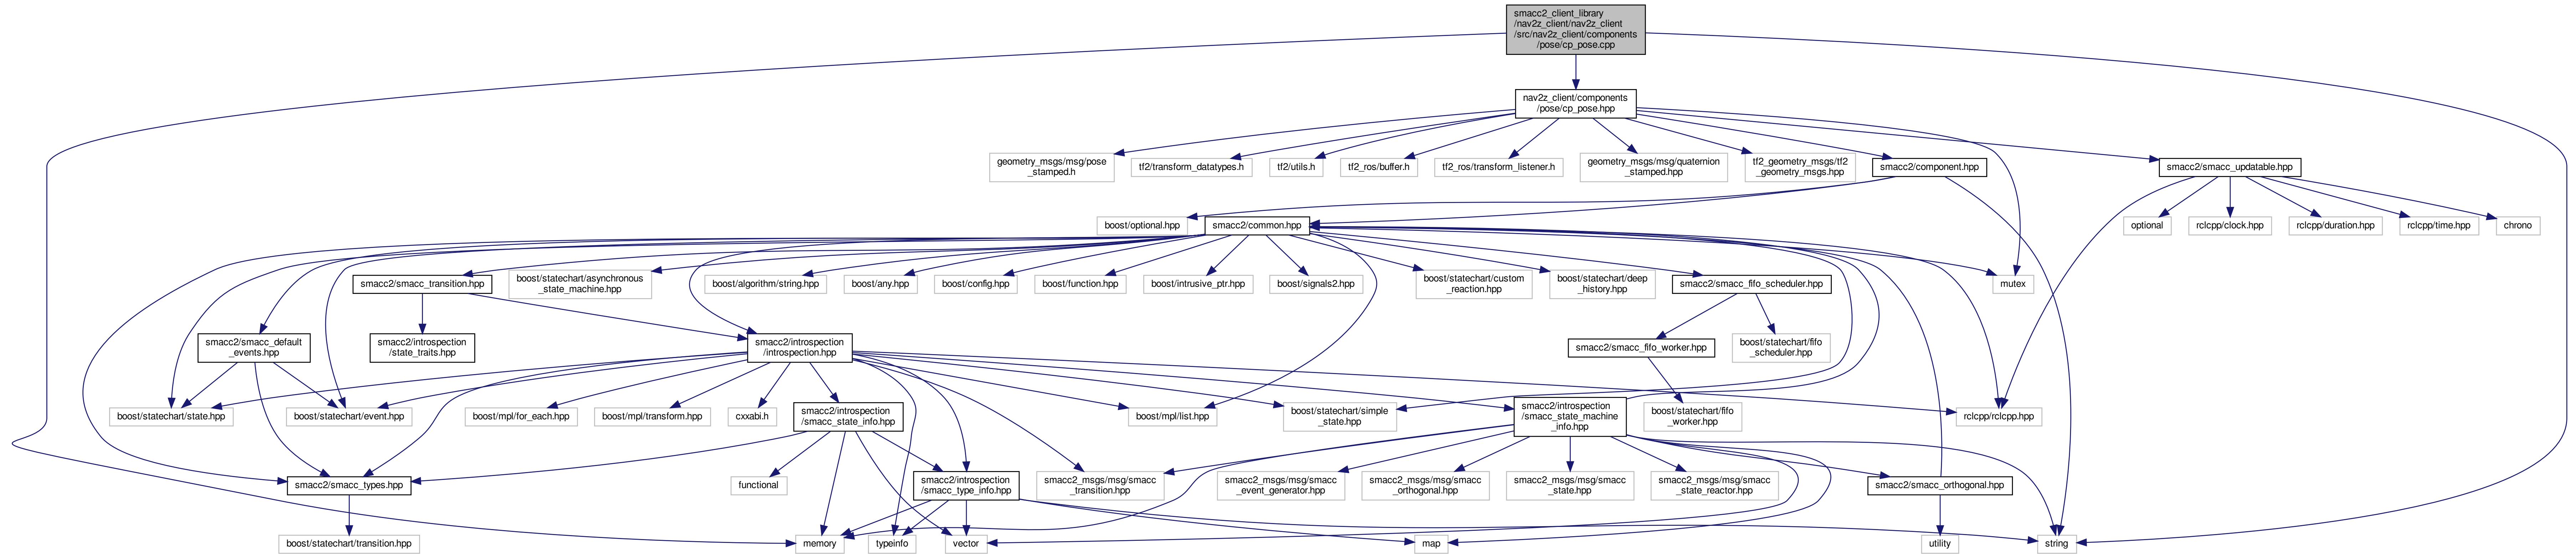 smacc2_client_library
/nav2z_client/nav2z_client
/src/nav2z_client/components
/pose/cp_pose.cpp
nav2z_client/components
/pose/cp_pose.hpp
geometry_msgs/msg/pose
_stamped.h
tf2/transform_datatypes.h
tf2/utils.h
tf2_ros/buffer.h
tf2_ros/transform_listener.h
geometry_msgs/msg/quaternion
_stamped.hpp
tf2_geometry_msgs/tf2
_geometry_msgs.hpp
smacc2/component.hpp
smacc2/smacc_updatable.hpp
boost/optional.hpp
smacc2/common.hpp
optional
rclcpp/clock.hpp
rclcpp/duration.hpp
rclcpp/time.hpp
chrono
smacc2/smacc_transition.hpp
boost/statechart/asynchronous
_state_machine.hpp
boost/algorithm/string.hpp
boost/any.hpp
boost/config.hpp
boost/function.hpp
boost/intrusive_ptr.hpp
boost/signals2.hpp
boost/statechart/custom
_reaction.hpp
boost/statechart/deep
_history.hpp
smacc2/smacc_fifo_scheduler.hpp
mutex
smacc2/smacc_default
_events.hpp
smacc2/introspection
/state_traits.hpp
smacc2/introspection
/introspection.hpp
smacc2/smacc_fifo_worker.hpp
boost/statechart/fifo
_scheduler.hpp
boost/statechart/state.hpp
boost/statechart/event.hpp
boost/mpl/for_each.hpp
boost/mpl/transform.hpp
cxxabi.h
smacc2/introspection
/smacc_state_info.hpp
boost/mpl/list.hpp
boost/statechart/simple
_state.hpp
smacc2/introspection
/smacc_state_machine
_info.hpp
boost/statechart/fifo
_worker.hpp
rclcpp/rclcpp.hpp
smacc2/smacc_types.hpp
functional
smacc2/introspection
/smacc_type_info.hpp
smacc2_msgs/msg/smacc
_transition.hpp
smacc2_msgs/msg/smacc
_event_generator.hpp
smacc2_msgs/msg/smacc
_orthogonal.hpp
smacc2_msgs/msg/smacc
_state.hpp
smacc2_msgs/msg/smacc
_state_reactor.hpp
smacc2/smacc_orthogonal.hpp
boost/statechart/transition.hpp
memory
typeinfo
vector
map
utility
string